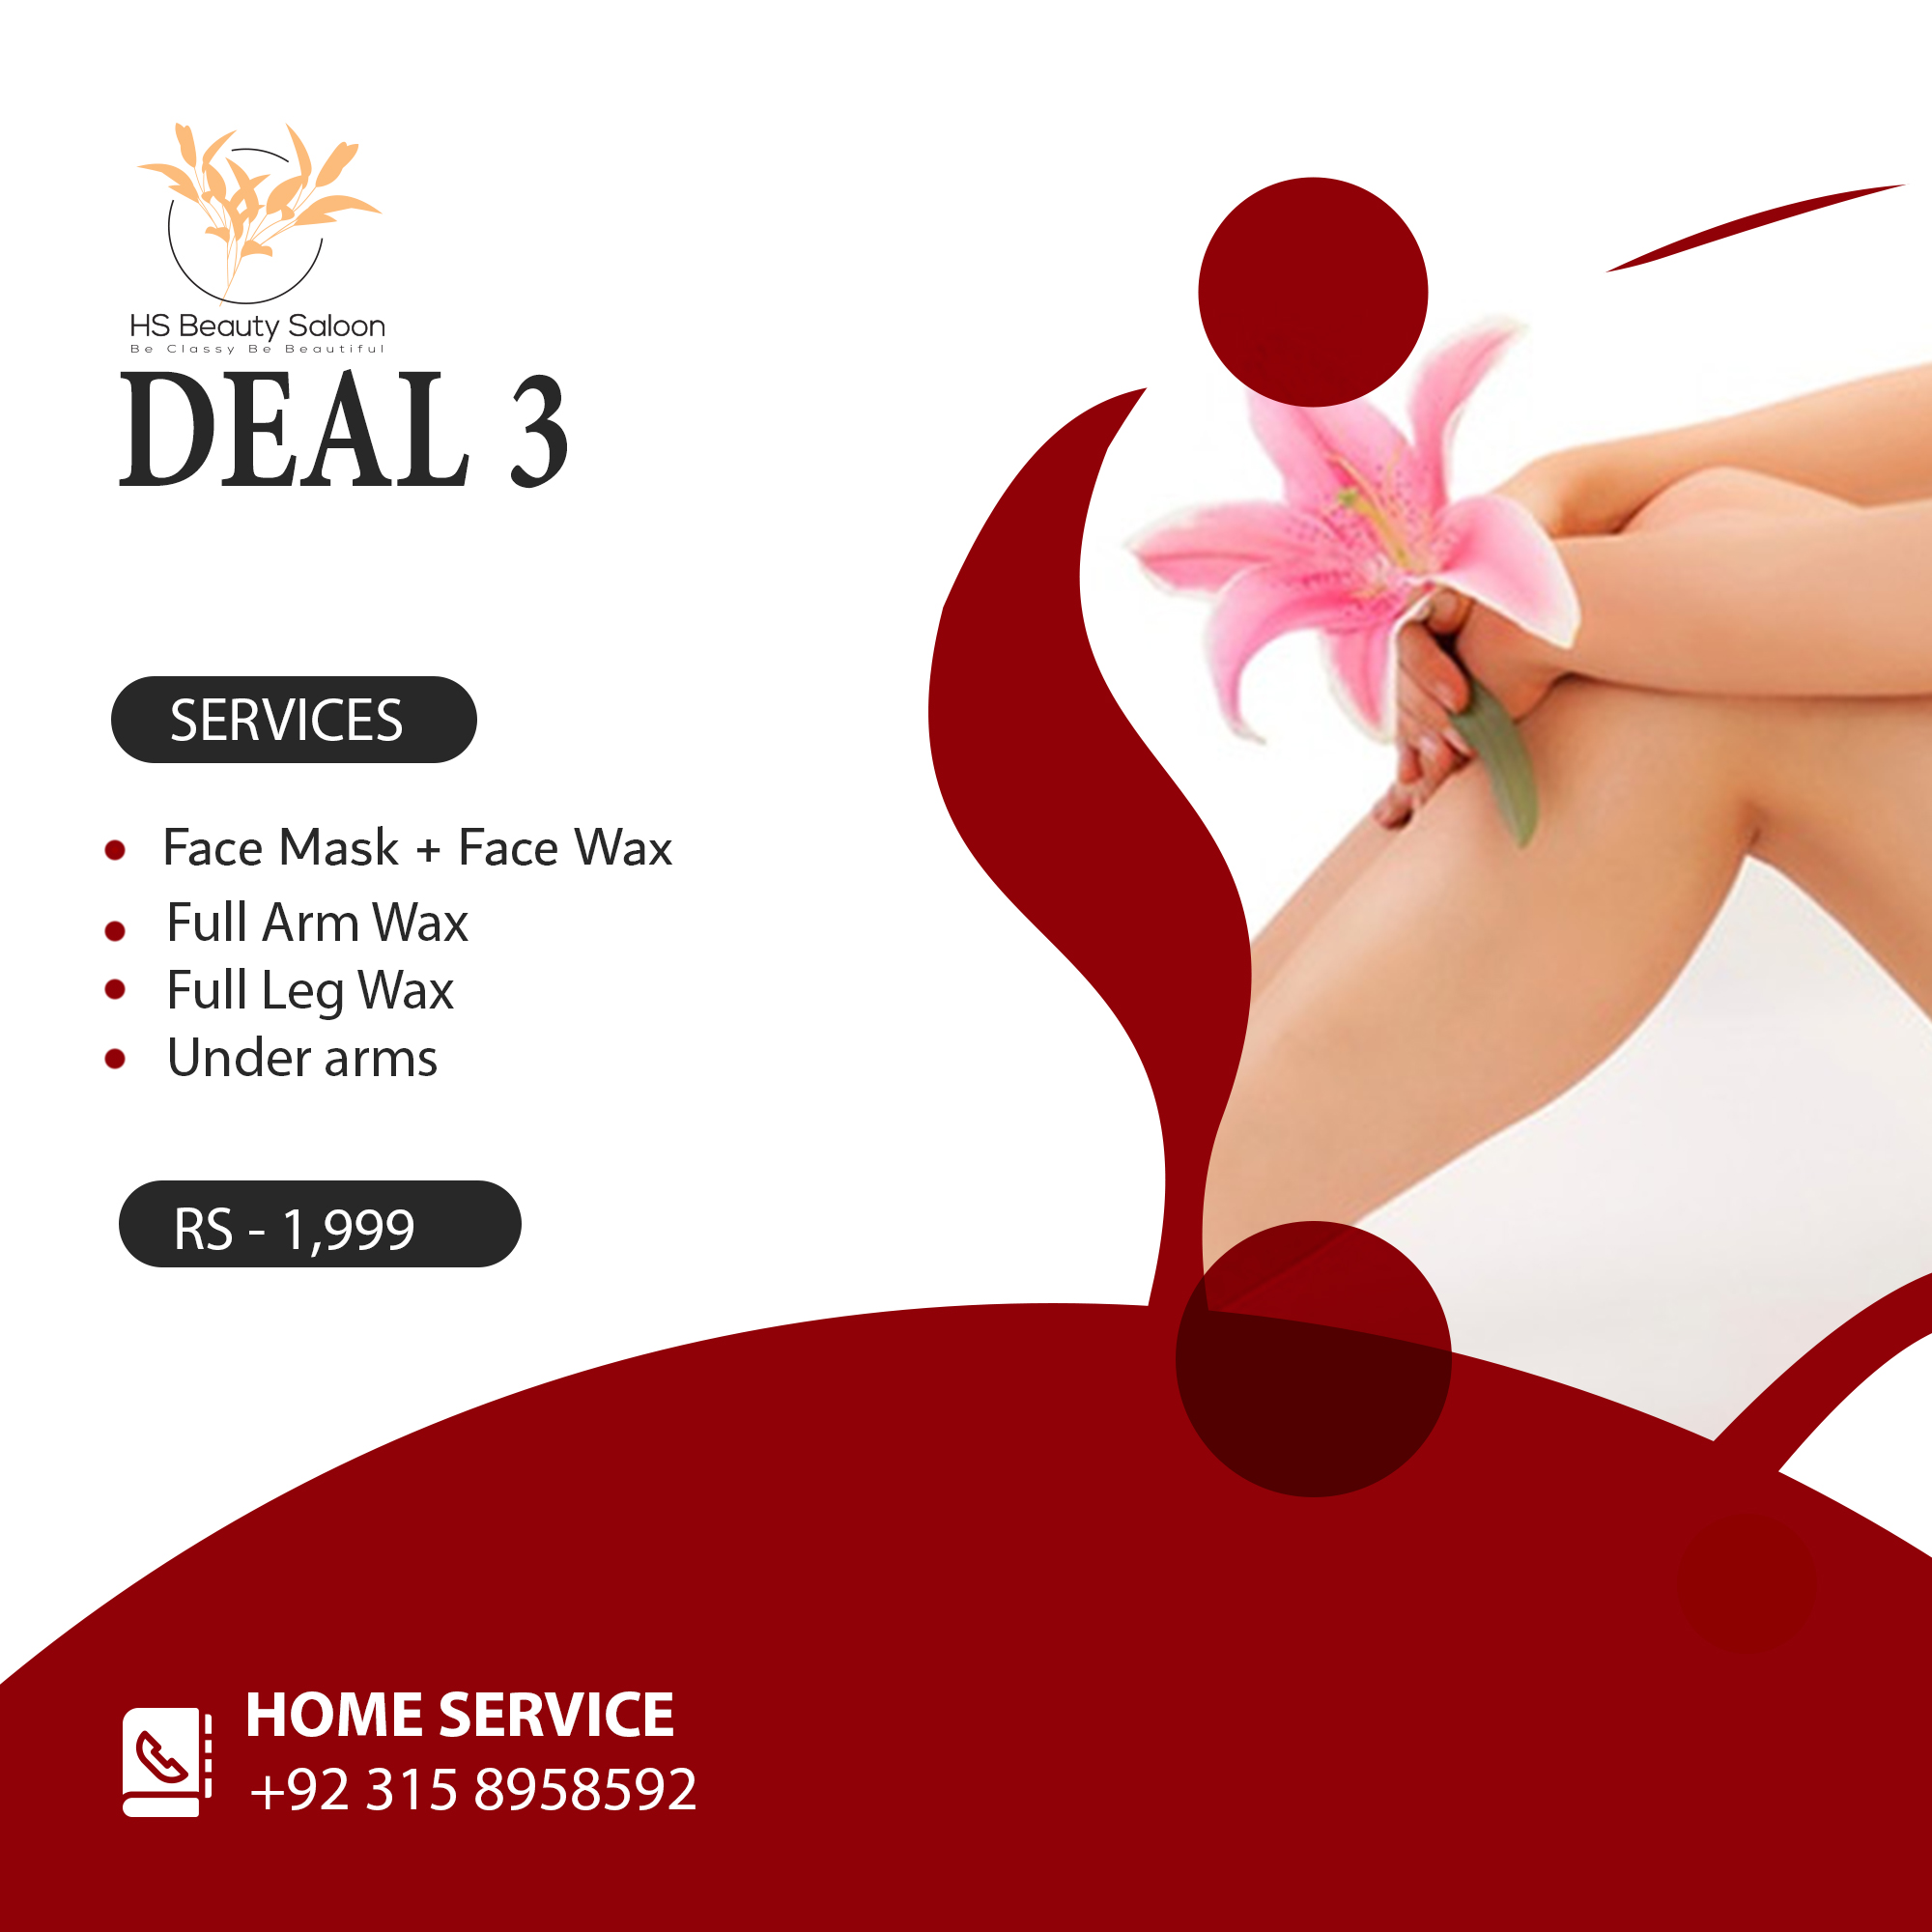 HS Beauty Saloon
Be Classy Be Beautiful
DEAL 3
SERVICES
Face Mask + Face Wax
Full Arm Wax
Full Leg Wax
Under arms
RS - 1,999
HOME SERVICE
+92 315 8958592